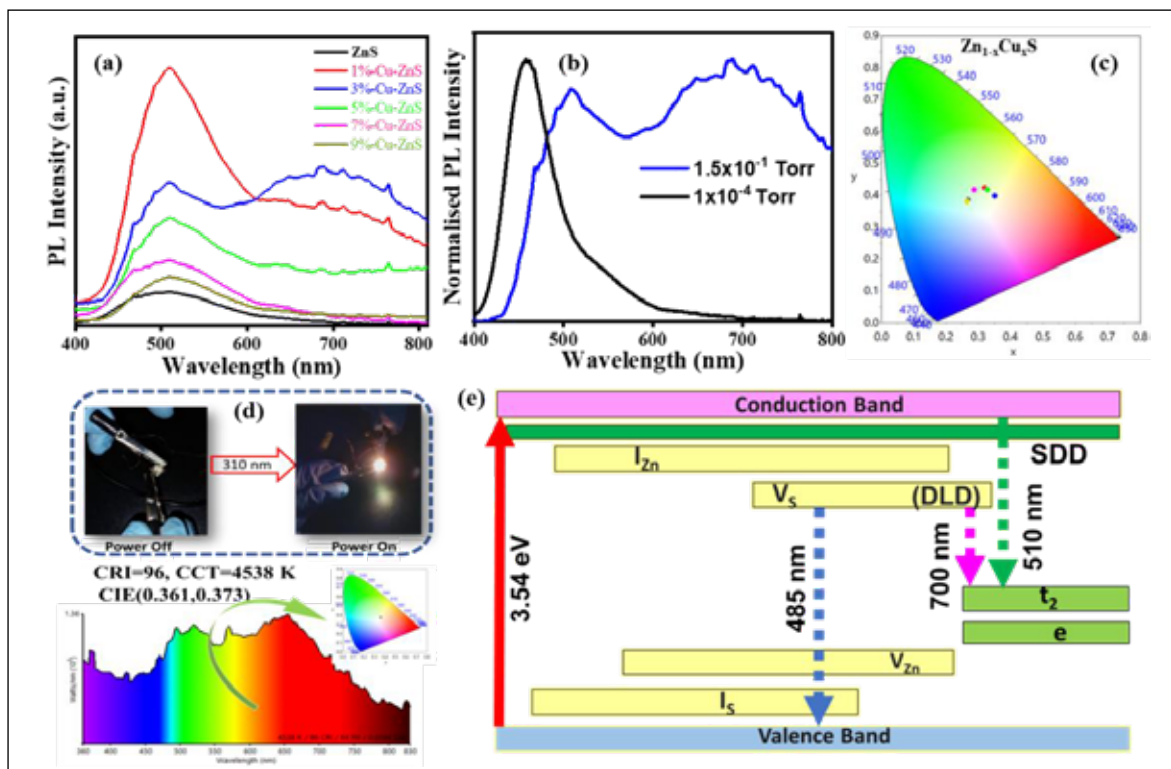 (a)
ZnS
1%-Cu-ZnS
3%-Cu-ZnS
5%-Cu-ZnS
7%-Cu-ZnS
9%-Cu-ZnS
PL Intensity (a.u.)
400 500 600 700 800
Wavelength (nm)
(b)
1.5x10⁻¹ Torr
1x10⁻⁴ Torr
Normalised PL Intensity
400 500 600 700 800
Wavelength (nm)
Zn₁₋ₓCuₓS
(c)
0.9
0.8
0.7
0.6
0.5
0.4
0.3
0.2
0.1
0.0
y
520
530
540
510
550
560
570
500
580
590
600
610
490
480
470
0.0 0.1 0.2 0.3 0.4 0.5 0.6 0.7 0.8
x
(d)
310 nm
Power Off
Power On
CRI=96, CCT=4538 K
CIE(0.361,0.373)
360 400 450 500 550 600 650 700 750 830
Wavelength (nm)
(e)
Conduction Band
SDD
I_Zn
V_S
(DLD)
3.54 eV
485 nm
700 nm
510 nm
t₂
e
V_Zn
I_S
Valence Band